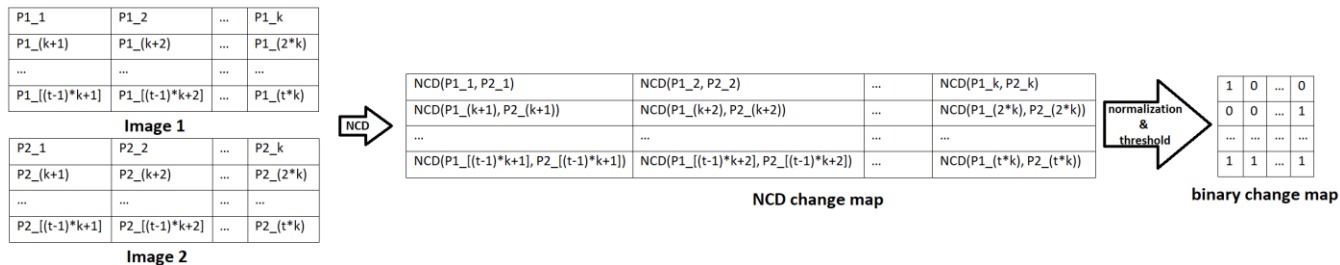 P1_1 P1_2 ... P1_k
P1_(k+1) P1_(k+2) ... P1_(2*k)
... ... ... ...
P1_[(t-1)*k+1] P1_[(t-1)*k+2] ... P1_(t*k)
Image 1
P2_1 P2_2 ... P2_k
P2_(k+1) P2_(k+2) ... P2_(2*k)
... ... ... ...
P2_[(t-1)*k+1] P2_[(t-1)*k+2] ... P2_(t*k)
Image 2
NCD
NCD(P1_1, P2_1) NCD(P1_2, P2_2) ... NCD(P1_k, P2_k)
NCD(P1_(k+1), P2_(k+1)) NCD(P1_(k+2), P2_(k+2)) ... NCD(P1_(2*k), P2_(2*k))
... ... ... ...
NCD(P1_[(t-1)*k+1], P2_[(t-1)*k+1]) NCD(P1_[(t-1)*k+2], P2_[(t-1)*k+2]) ... NCD(P1_(t*k), P2_(t*k))
NCD change map
normalization
&
threshold
1 0 ... 0
0 0 ... 1
... ... ... ...
1 1 ... 1
binary change map